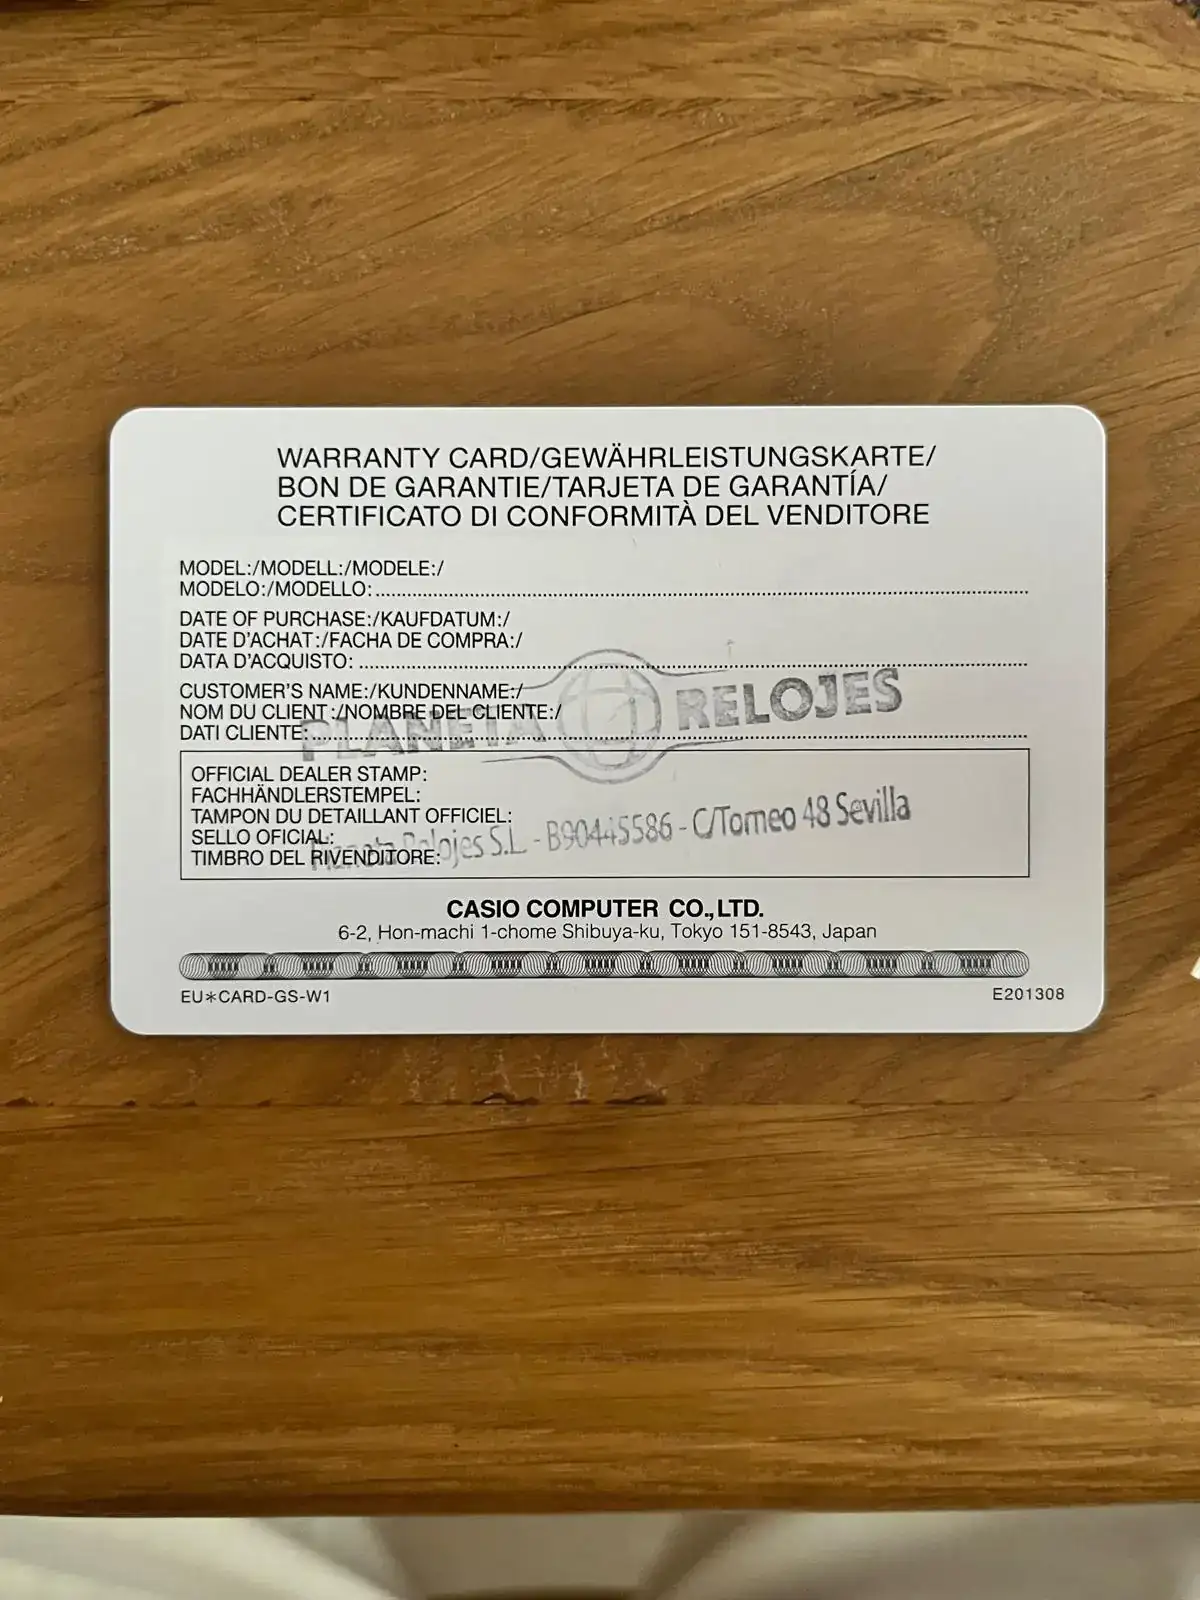 WARRANTY CARD/GEWÄHRLEISTUNGSKARTE/
BON DE GARANTIE/TARJETA DE GARANTÍA/
CERTIFICATO DI CONFORMITÀ DEL VENDITORE
MODEL:/MODELL:/MODELE:/
MODELO:/MODELLO:
DATE OF PURCHASE:/KAUFDATUM:/
DATE D'ACHAT:/FACHA DE COMPRA:/
DATA D'ACQUISTO:
CUSTOMER'S NAME:/KUNDENNAME:/
NOM DU CLIENT:/NOMBRE DEL CLIENTE:/
DATI CLIENTE:
PLANETA RELOJES
OFFICIAL DEALER STAMP:
FACHHÄNDLERSTEMPEL:
TAMPON DU DETAILLANT OFFICIEL:
SELLO OFICIAL:
TIMBRO DEL RIVENDITORE:
Planeta Relojes S.L - B90445586 - C/Torneo 48 Sevilla
CASIO COMPUTER CO.,LTD.
6-2, Hon-machi 1-chome Shibuya-ku, Tokyo 151-8543, Japan
EU*CARD-GS-W1
E201308